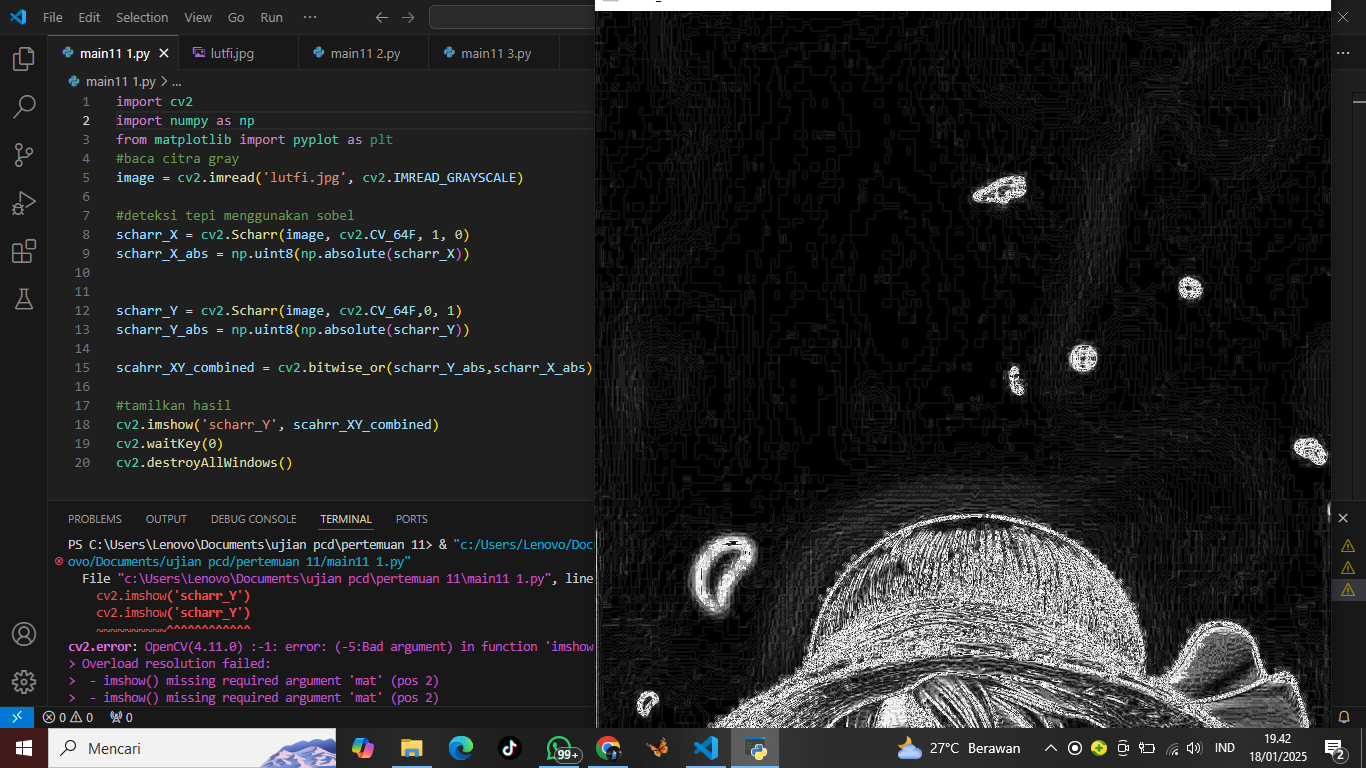 File Edit Selection View Go Run ···
main11 1.py lutfi.jpg main11 2.py main11 3.py
main11 1.py > ...
1 import cv2
2 import numpy as np
3 from matplotlib import pyplot as plt
4 #baca citra gray
5 image = cv2.imread('lutfi.jpg', cv2.IMREAD_GRAYSCALE)
6
7 #deteksi tepi menggunakan sobel
8 scharr_X = cv2.Scharr(image, cv2.CV_64F, 1, 0)
9 scharr_X_abs = np.uint8(np.absolute(scharr_X))
10
11
12 scharr_Y = cv2.Scharr(image, cv2.CV_64F,0, 1)
13 scharr_Y_abs = np.uint8(np.absolute(scharr_Y))
14
15 scahrr_XY_combined = cv2.bitwise_or(scharr_Y_abs,scharr_X_abs)
16
17 #tamilkan hasil
18 cv2.imshow('scharr_Y', scahrr_XY_combined)
19 cv2.waitKey(0)
20 cv2.destroyAllWindows()
PROBLEMS OUTPUT DEBUG CONSOLE TERMINAL PORTS
PS C:\Users\Lenovo\Documents\ujian pcd\pertemuan 11> & "c:/Users/Lenovo/Doc
ovo/Documents/ujian pcd/pertemuan 11/main11 1.py"
File "c:\Users\Lenovo\Documents\ujian pcd\pertemuan 11\main11 1.py", line
cv2.imshow('scharr_Y')
cv2.imshow('scharr_Y')
~~~~~~~~~~^^^^^^^^^^^^
cv2.error: OpenCV(4.11.0) :-1: error: (-5:Bad argument) in function 'imshow
> Overload resolution failed:
>  - imshow() missing required argument 'mat' (pos 2)
>  - imshow() missing required argument 'mat' (pos 2)
0 0 0
Mencari
99+
27°C Berawan
IND
19.42
18/01/2025
2